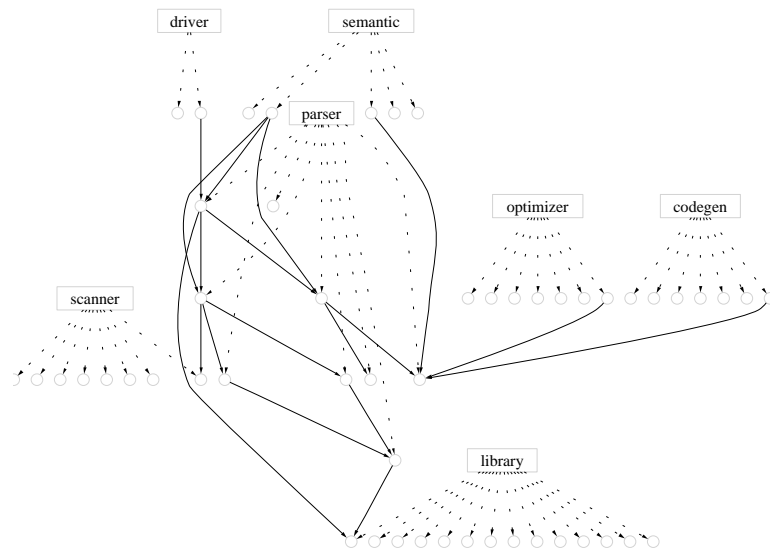 driver
semantic
parser
optimizer
codegen
scanner
library